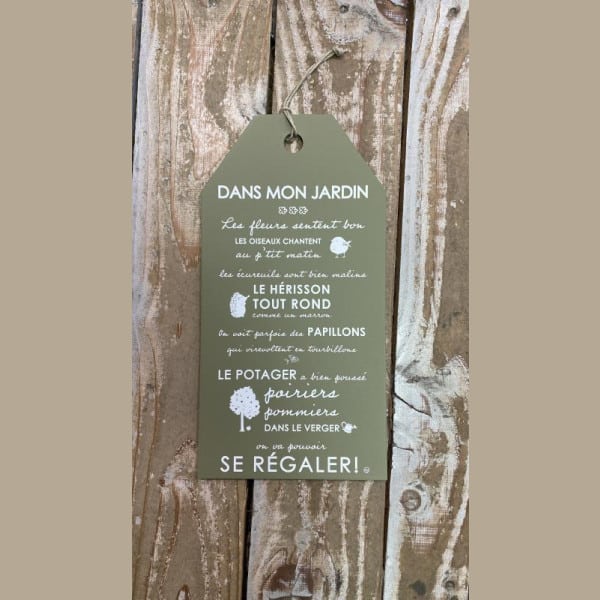 DANS MON JARDIN
Les fleurs sentent bon
LES OISEAUX CHANTENT
au p'tit matin
les écureuils sont bien malins
LE HÉRISSON
TOUT ROND
comme un marron
On voit parfois des PAPILLONS
qui virevoltent en tourbillons
LE POTAGER a bien poussé
poiriers
pommiers
DANS LE VERGER
on va pouvoir
SE RÉGALER!